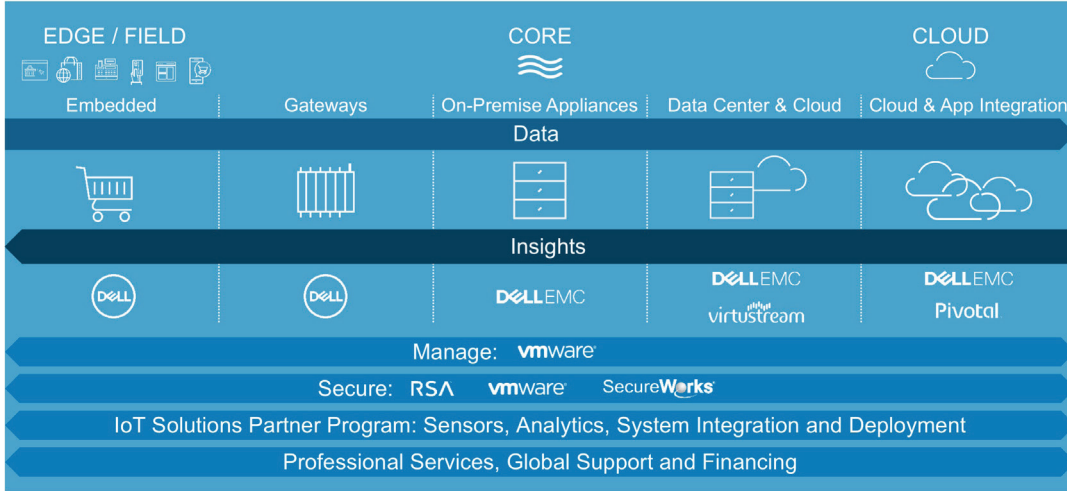 EDGE / FIELD
CORE
CLOUD
Embedded
Gateways
On-Premise Appliances
Data Center & Cloud
Cloud & App Integration
Data
Insights
DELL
DELL
DELLEMC
DELLEMC
virtustream
DELLEMC
Pivotal
Manage: vmware®
Secure: RSA vmware® SecureWorks®
IoT Solutions Partner Program: Sensors, Analytics, System Integration and Deployment
Professional Services, Global Support and Financing